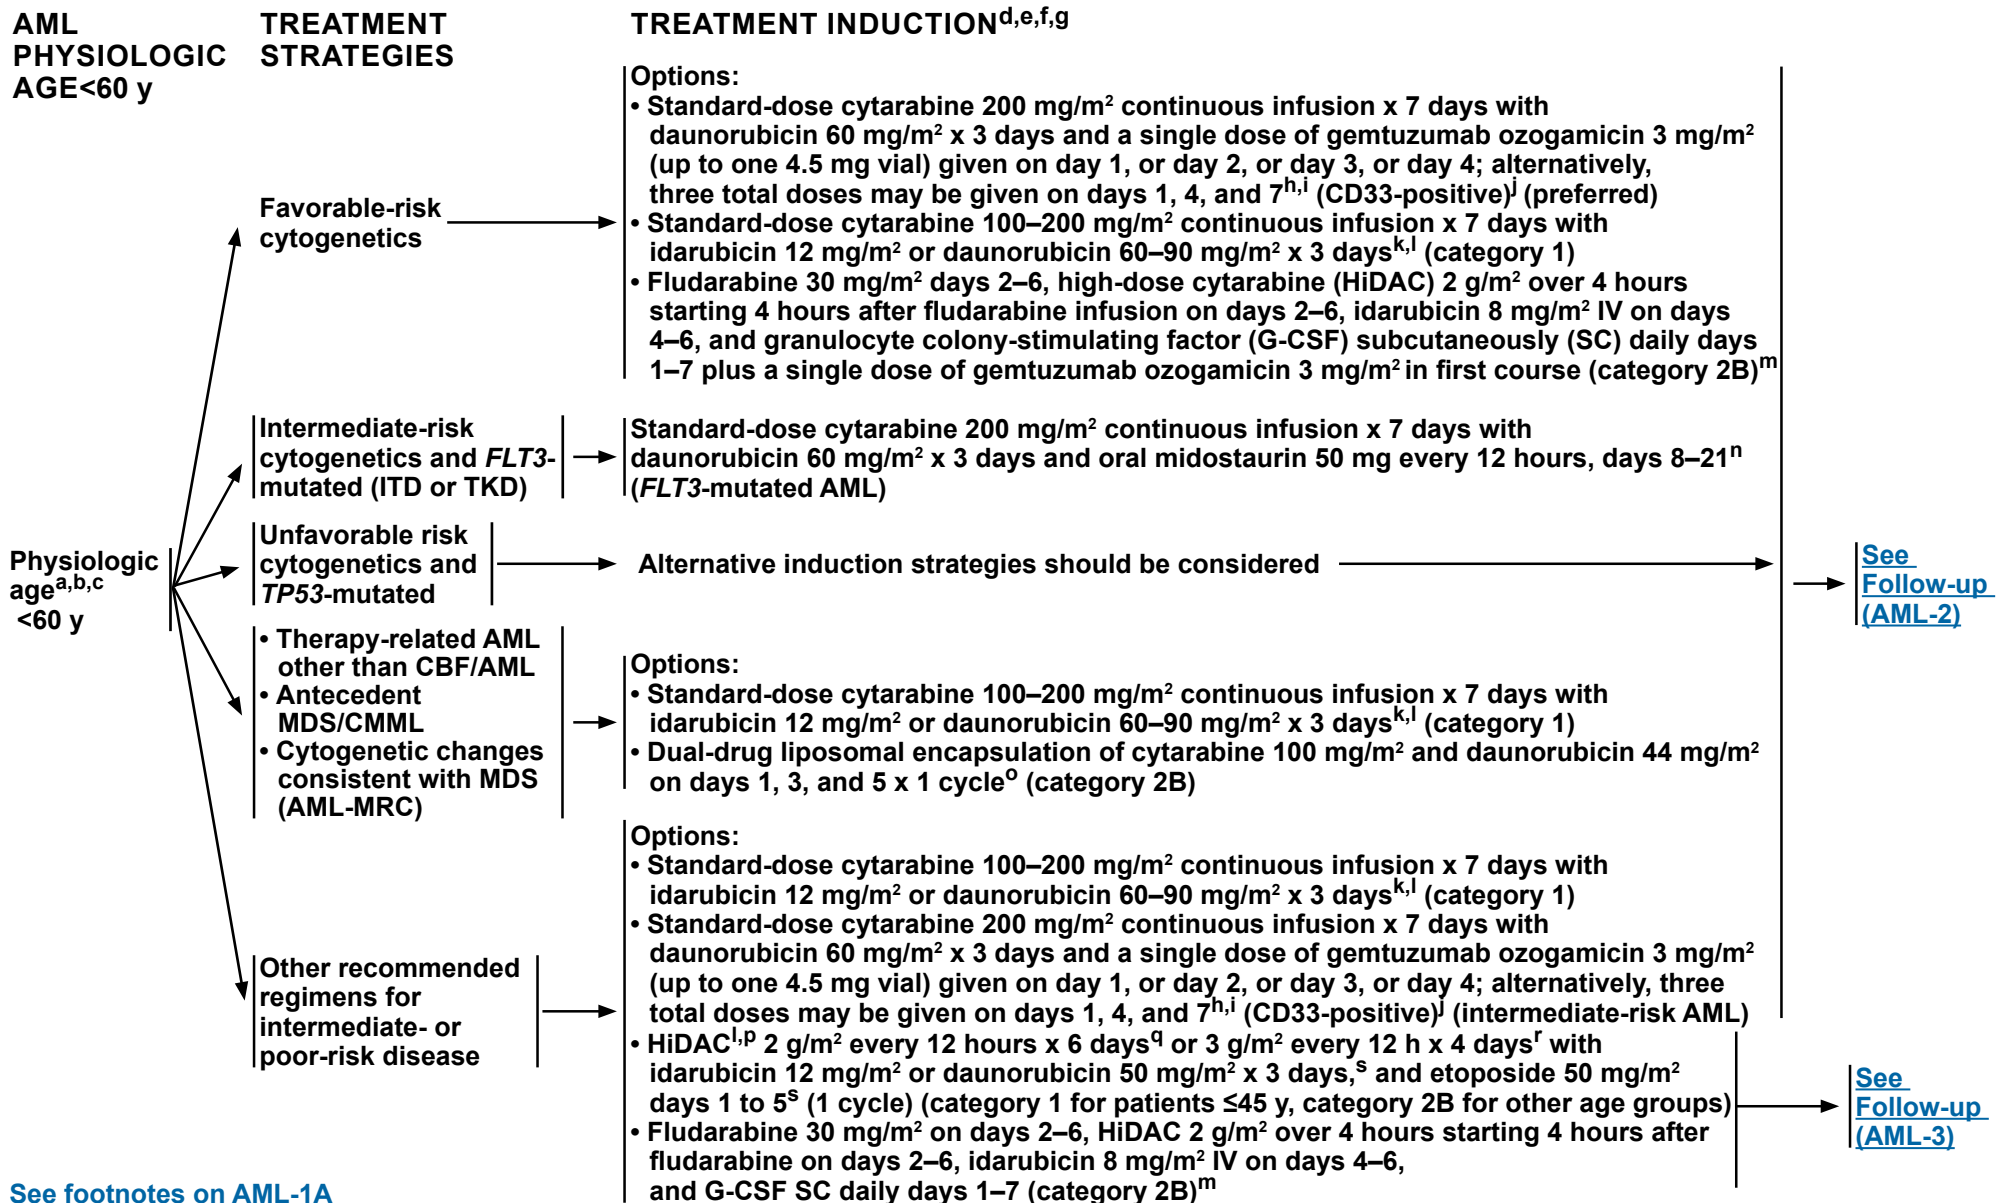 AML
PHYSIOLOGIC
AGE<60 y
TREATMENT
STRATEGIES
TREATMENT INDUCTIONd,e,f,g
Physiologic
agea,b,c
<60 y
Favorable-risk
cytogenetics
Options:
• Standard-dose cytarabine 200 mg/m² continuous infusion x 7 days with
daunorubicin 60 mg/m² x 3 days and a single dose of gemtuzumab ozogamicin 3 mg/m²
(up to one 4.5 mg vial) given on day 1, or day 2, or day 3, or day 4; alternatively,
three total doses may be given on days 1, 4, and 7h,i (CD33-positive)j (preferred)
• Standard-dose cytarabine 100–200 mg/m² continuous infusion x 7 days with
idarubicin 12 mg/m² or daunorubicin 60–90 mg/m² x 3 daysk,l (category 1)
• Fludarabine 30 mg/m² days 2–6, high-dose cytarabine (HiDAC) 2 g/m² over 4 hours
starting 4 hours after fludarabine infusion on days 2–6, idarubicin 8 mg/m² IV on days
4–6, and granulocyte colony-stimulating factor (G-CSF) subcutaneously (SC) daily days
1–7 plus a single dose of gemtuzumab ozogamicin 3 mg/m² in first course (category 2B)m
Intermediate-risk
cytogenetics and FLT3-
mutated (ITD or TKD)
Standard-dose cytarabine 200 mg/m² continuous infusion x 7 days with
daunorubicin 60 mg/m² x 3 days and oral midostaurin 50 mg every 12 hours, days 8–21n
(FLT3-mutated AML)
Unfavorable risk
cytogenetics and
TP53-mutated
Alternative induction strategies should be considered
• Therapy-related AML
other than CBF/AML
• Antecedent
MDS/CMML
• Cytogenetic changes
consistent with MDS
(AML-MRC)
Options:
• Standard-dose cytarabine 100–200 mg/m² continuous infusion x 7 days with
idarubicin 12 mg/m² or daunorubicin 60–90 mg/m² x 3 daysk,l (category 1)
• Dual-drug liposomal encapsulation of cytarabine 100 mg/m² and daunorubicin 44 mg/m²
on days 1, 3, and 5 x 1 cycleo (category 2B)
Other recommended
regimens for
intermediate- or
poor-risk disease
Options:
• Standard-dose cytarabine 100–200 mg/m² continuous infusion x 7 days with
idarubicin 12 mg/m² or daunorubicin 60–90 mg/m² x 3 daysk,l (category 1)
• Standard-dose cytarabine 200 mg/m² continuous infusion x 7 days with
daunorubicin 60 mg/m² x 3 days and a single dose of gemtuzumab ozogamicin 3 mg/m²
(up to one 4.5 mg vial) given on day 1, or day 2, or day 3, or day 4; alternatively, three
total doses may be given on days 1, 4, and 7h,i (CD33-positive)j (intermediate-risk AML)
• HiDACl,p 2 g/m² every 12 hours x 6 daysq or 3 g/m² every 12 h x 4 daysr with
idarubicin 12 mg/m² or daunorubicin 50 mg/m² x 3 days,s and etoposide 50 mg/m²
days 1 to 5s (1 cycle) (category 1 for patients ≤45 y, category 2B for other age groups)
• Fludarabine 30 mg/m² on days 2–6, HiDAC 2 g/m² over 4 hours starting 4 hours after
fludarabine on days 2–6, idarubicin 8 mg/m² IV on days 4–6,
and G-CSF SC daily days 1–7 (category 2B)m
See
Follow-up
(AML-2)
See
Follow-up
(AML-3)
See footnotes on AML-1A